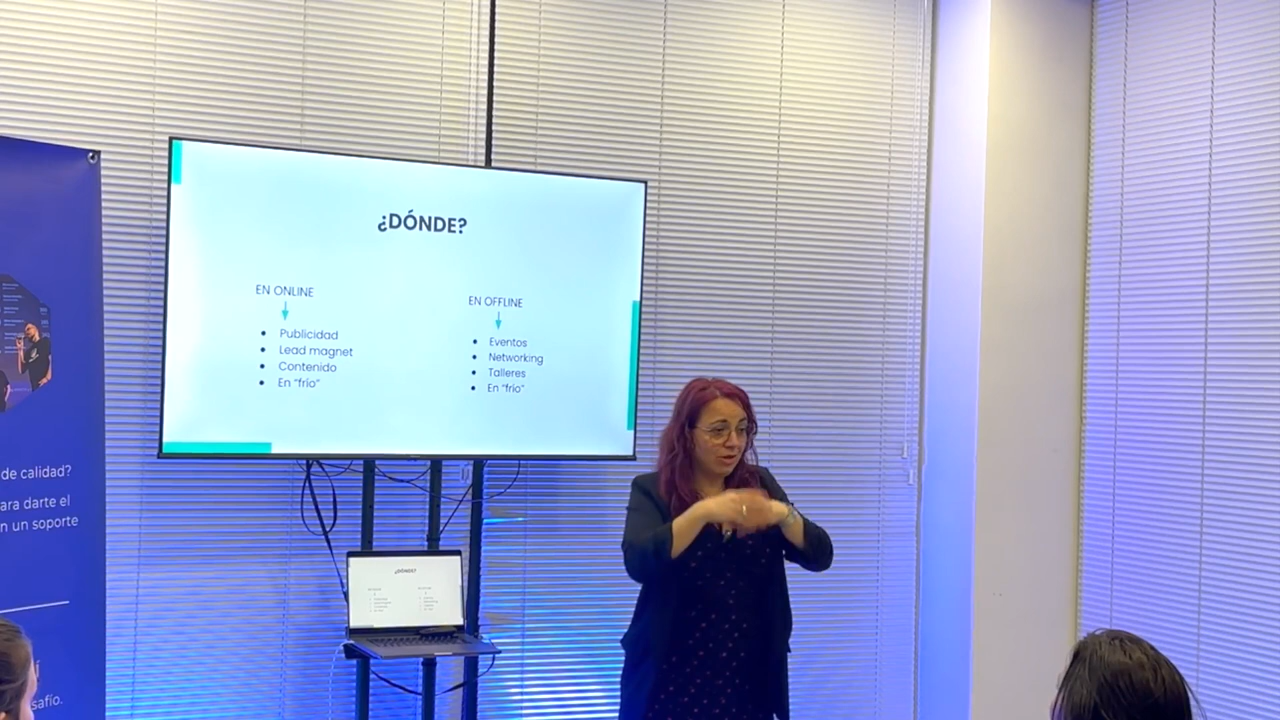 ¿DÓNDE?
EN ONLINE
Publicidad
Lead magnet
Contenido
En “frío”
EN OFFLINE
Eventos
Networking
Talleres
En “frío”
de calidad?
ara darte el
n un soporte
safío.
¿DÓNDE?